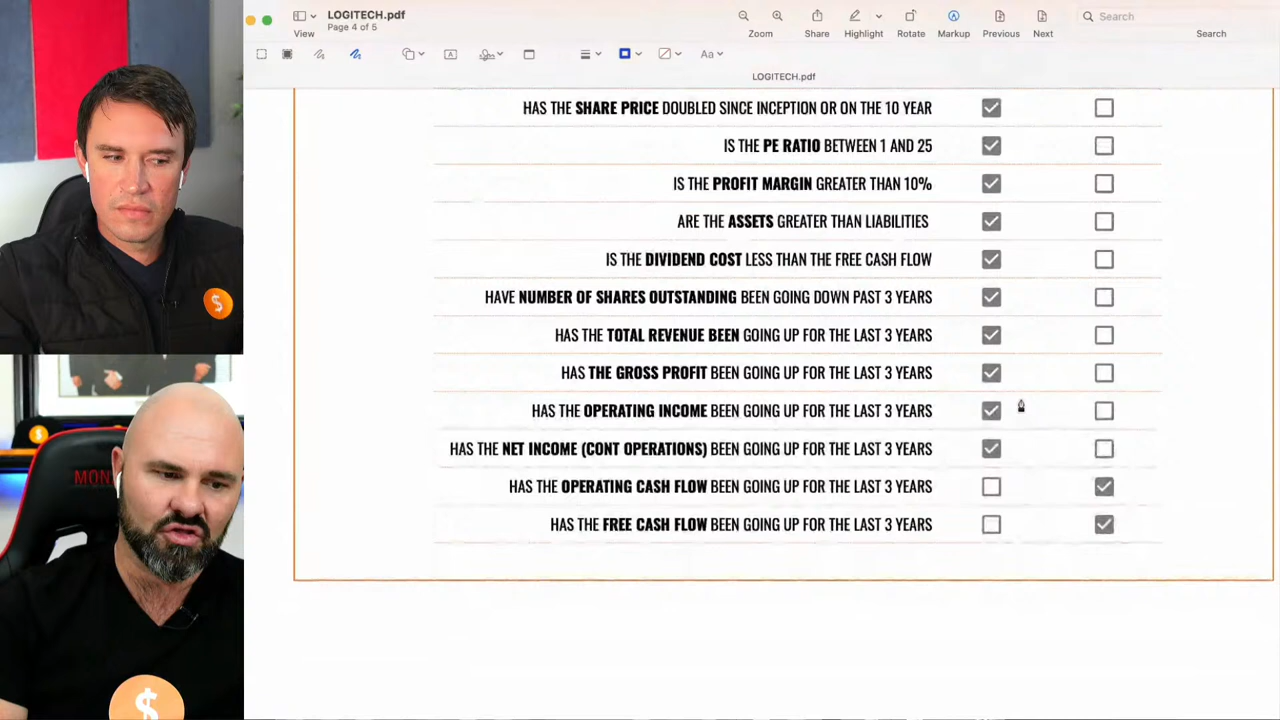 LOGITECH.pdf
Page 4 of 5
View
Zoom
Share
Highlight
Rotate
Markup
Previous
Next
Search
Search
A
Aa
LOGITECH.pdf
HAS THE SHARE PRICE DOUBLED SINCE INCEPTION OR ON THE 10 YEAR
IS THE PE RATIO BETWEEN 1 AND 25
IS THE PROFIT MARGIN GREATER THAN 10%
ARE THE ASSETS GREATER THAN LIABILITIES
IS THE DIVIDEND COST LESS THAN THE FREE CASH FLOW
HAVE NUMBER OF SHARES OUTSTANDING BEEN GOING DOWN PAST 3 YEARS
HAS THE TOTAL REVENUE BEEN GOING UP FOR THE LAST 3 YEARS
HAS THE GROSS PROFIT BEEN GOING UP FOR THE LAST 3 YEARS
HAS THE OPERATING INCOME BEEN GOING UP FOR THE LAST 3 YEARS
HAS THE NET INCOME (CONT OPERATIONS) BEEN GOING UP FOR THE LAST 3 YEARS
HAS THE OPERATING CASH FLOW BEEN GOING UP FOR THE LAST 3 YEARS
HAS THE FREE CASH FLOW BEEN GOING UP FOR THE LAST 3 YEARS
$
MON
$